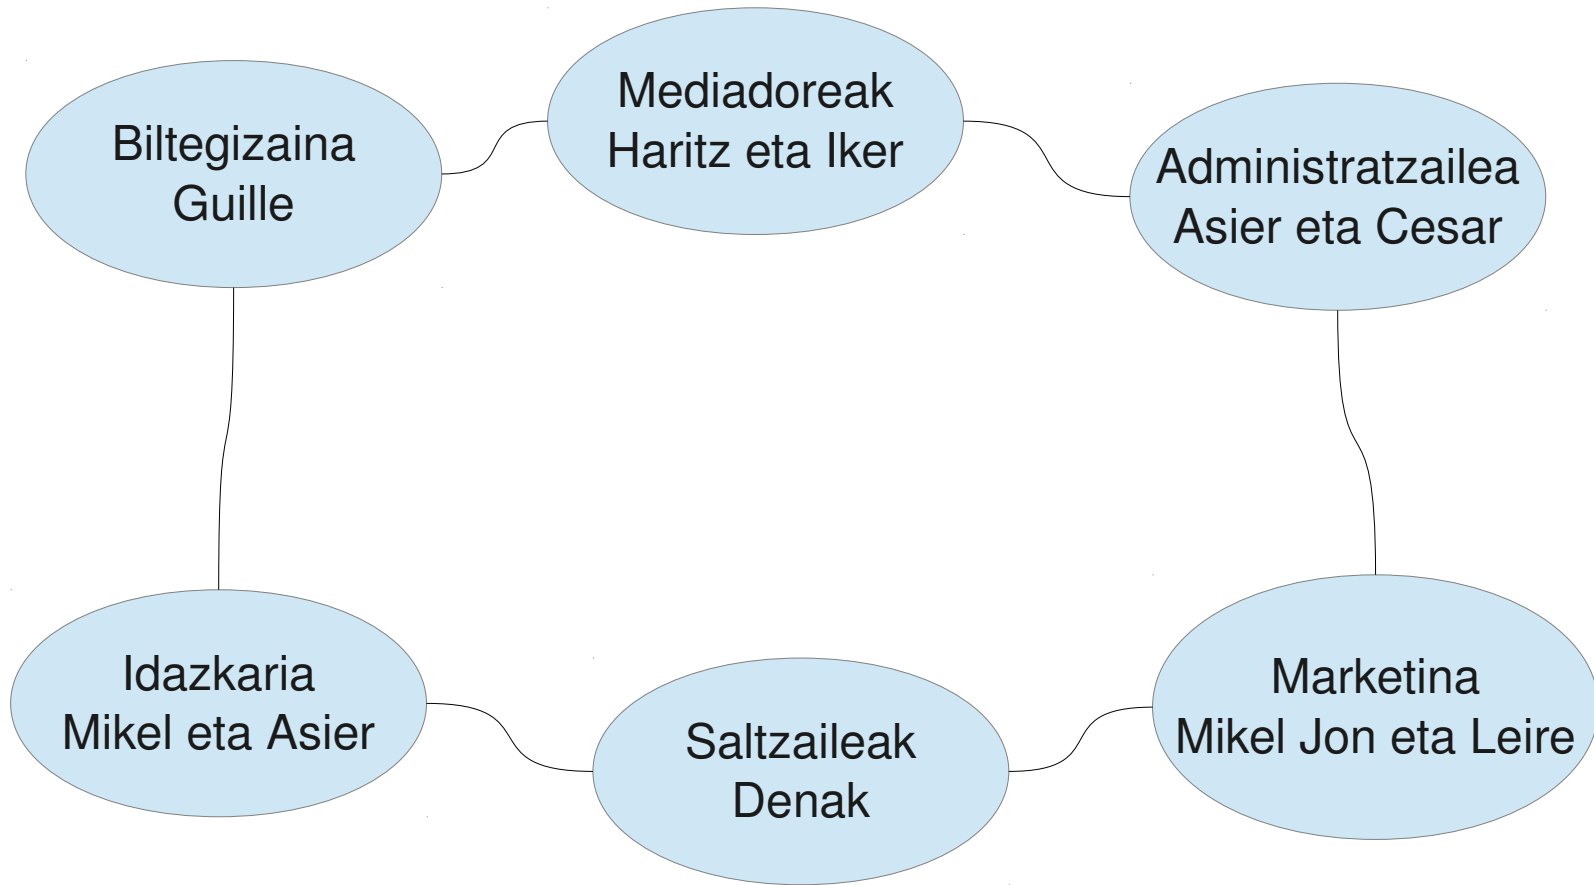 Mediadoreak
Haritz eta Iker
Biltegizaina
Guille
Administratzailea
Asier eta Cesar
Idazkaria
Mikel eta Asier
Saltzaileak
Denak
Marketina
Mikel Jon eta Leire